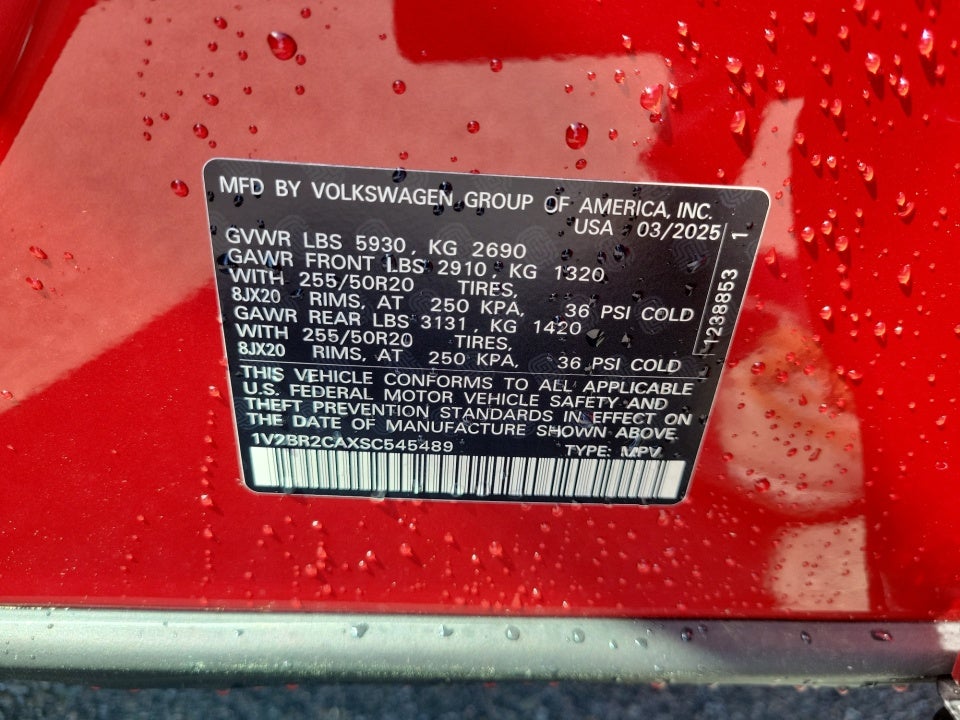 MFD BY VOLKSWAGEN GROUP OF AMERICA, INC.
USA 03/2025
GVWR LBS 5930, KG 2690
GAWR FRONT LBS 2910, KG 1320
WITH 255/50R20 TIRES,
8JX20 RIMS, AT 250 KPA, 36 PSI COLD
GAWR REAR LBS 3131, KG 1420
WITH 255/50R20 TIRES,
8JX20 RIMS, AT 250 KPA, 36 PSI COLD
THIS VEHICLE CONFORMS TO ALL APPLICABLE
U.S. FEDERAL MOTOR VEHICLE SAFETY AND
THEFT PREVENTION STANDARDS IN EFFECT ON
THE DATE OF MANUFACTURE SHOWN ABOVE.
1V2BR2CAXSC545489 TYPE: MPV
1238853 1